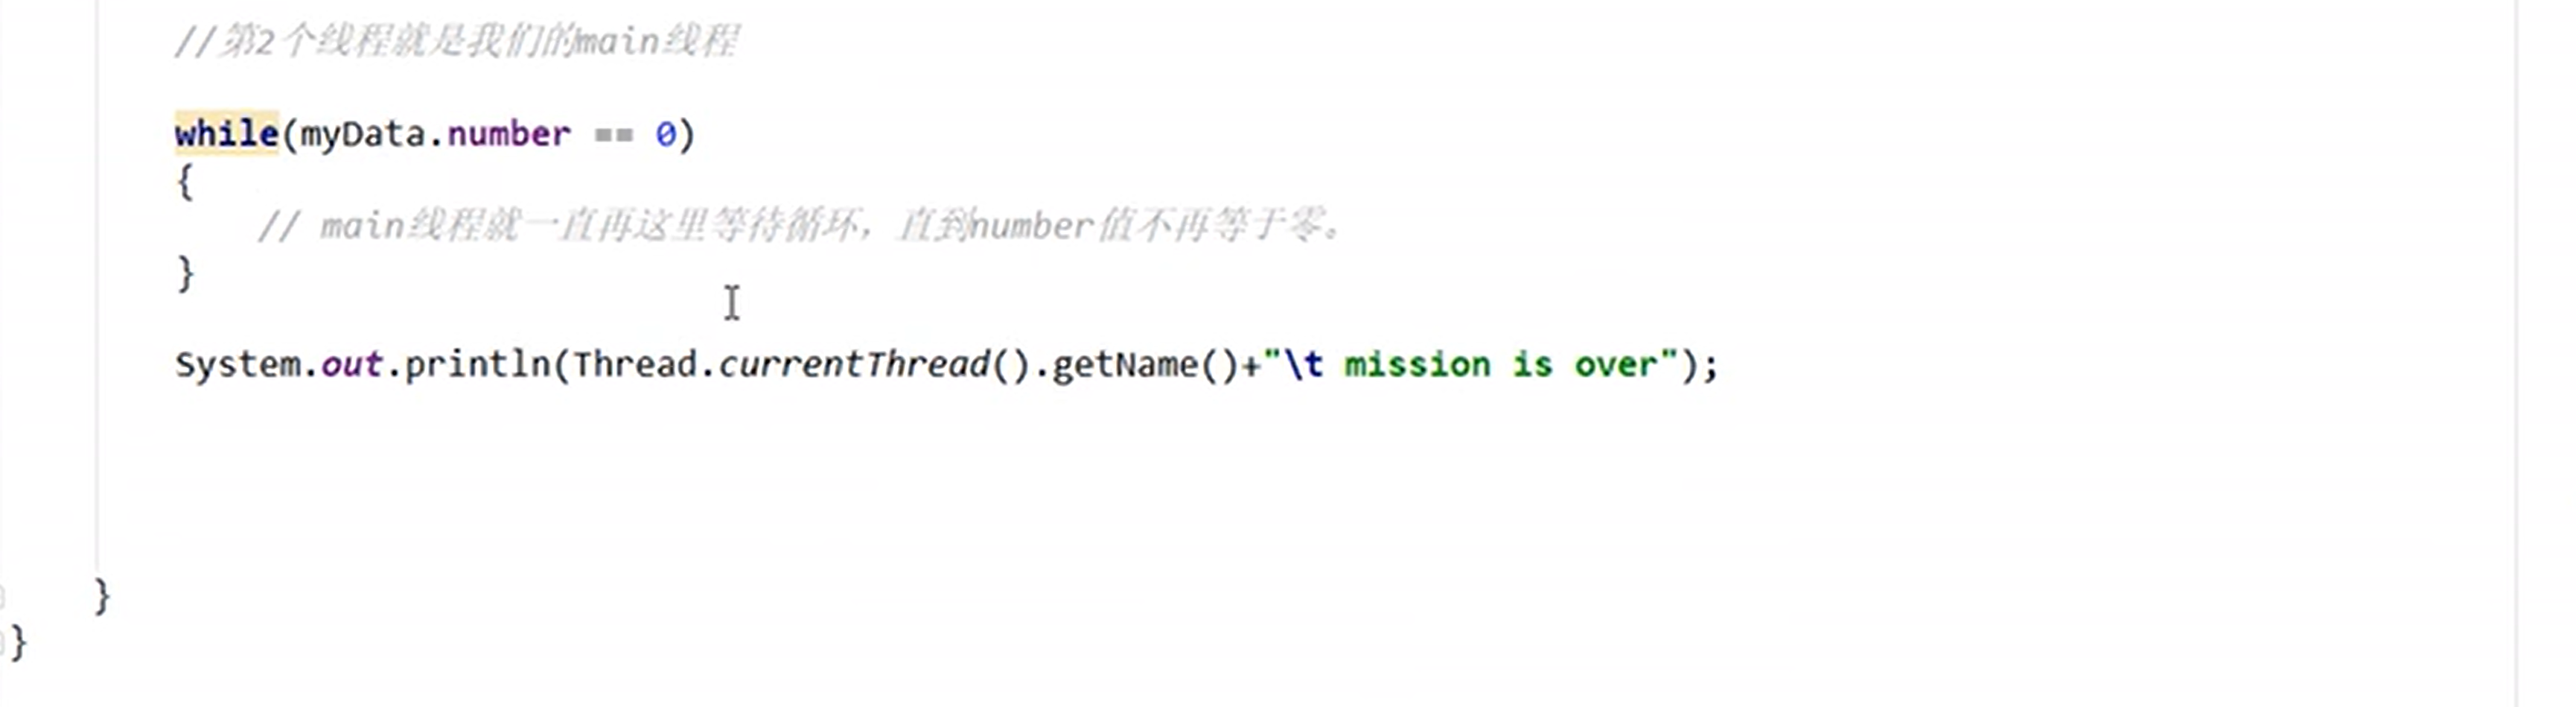 //第2个线程就是我们的main线程
while(myData.number == 0)
{
// main线程就一直再这里等待循环，直到number值不再等于零。
}
System.out.println(Thread.currentThread().getName()+"\t mission is over");
}
}